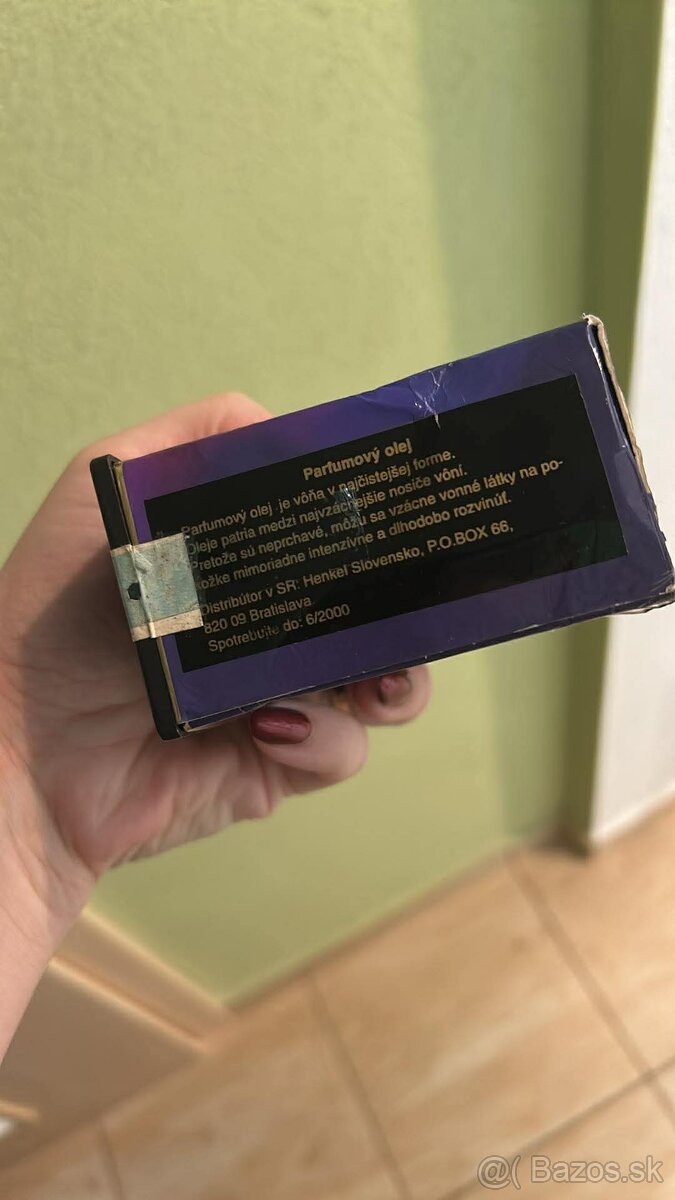 Parfumový olej
Parfumový olej je vôňa v najčistejšej forme.
Oleje patria medzi najvzácnejšie nosiče vôní.
Pretože sú neprchavé, môžu sa vzácne vonné látky na po-
kožke mimoriadne intenzívne a dlhodobo rozvinúť.
Distribútor v SR: Henkel Slovensko, P.O.BOX 66,
820 09 Bratislava.
Spotrebujte do: 6/2000
@( Bazos.sk